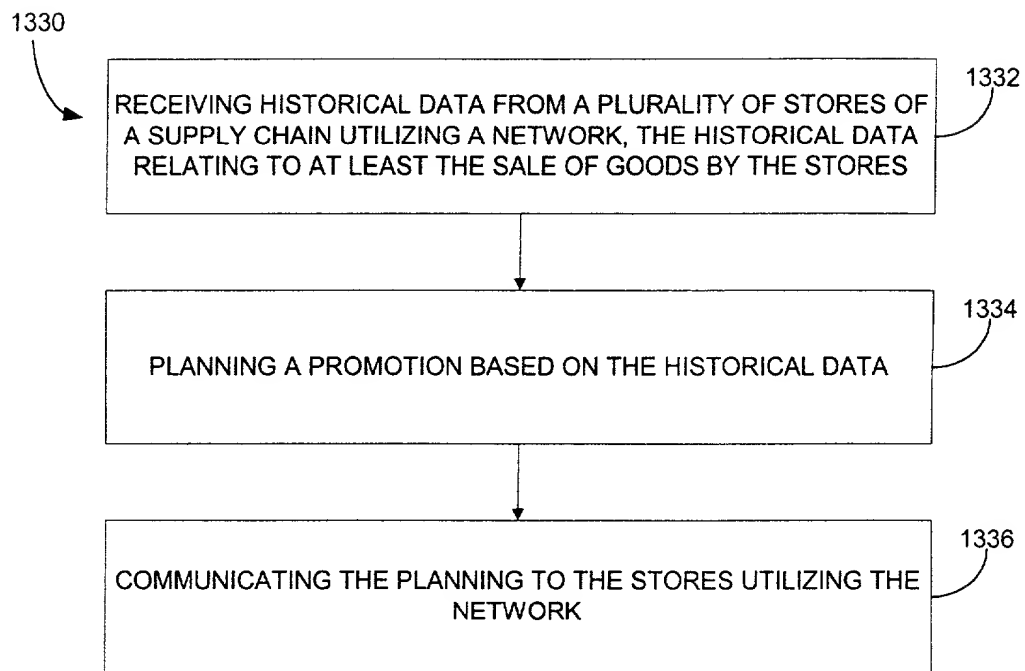 1330
1332
RECEIVING HISTORICAL DATA FROM A PLURALITY OF STORES OF
A SUPPLY CHAIN UTILIZING A NETWORK, THE HISTORICAL DATA
RELATING TO AT LEAST THE SALE OF GOODS BY THE STORES
1334
PLANNING A PROMOTION BASED ON THE HISTORICAL DATA
1336
COMMUNICATING THE PLANNING TO THE STORES UTILIZING THE
NETWORK